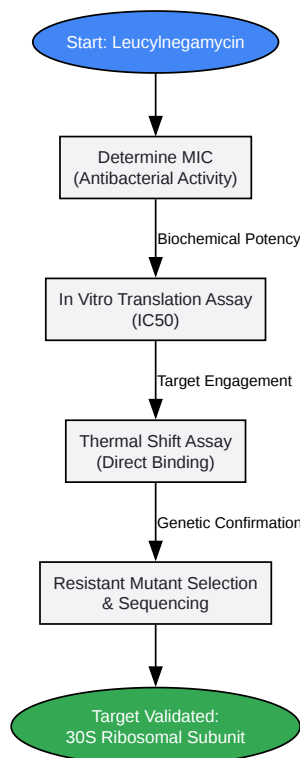 Start: Leucylnegamycin
Determine MIC
(Antibacterial Activity)
Biochemical Potency
In Vitro Translation Assay
(IC50)
Target Engagement
Thermal Shift Assay
(Direct Binding)
Genetic Confirmation
Resistant Mutant Selection
& Sequencing
Target Validated:
30S Ribosomal Subunit